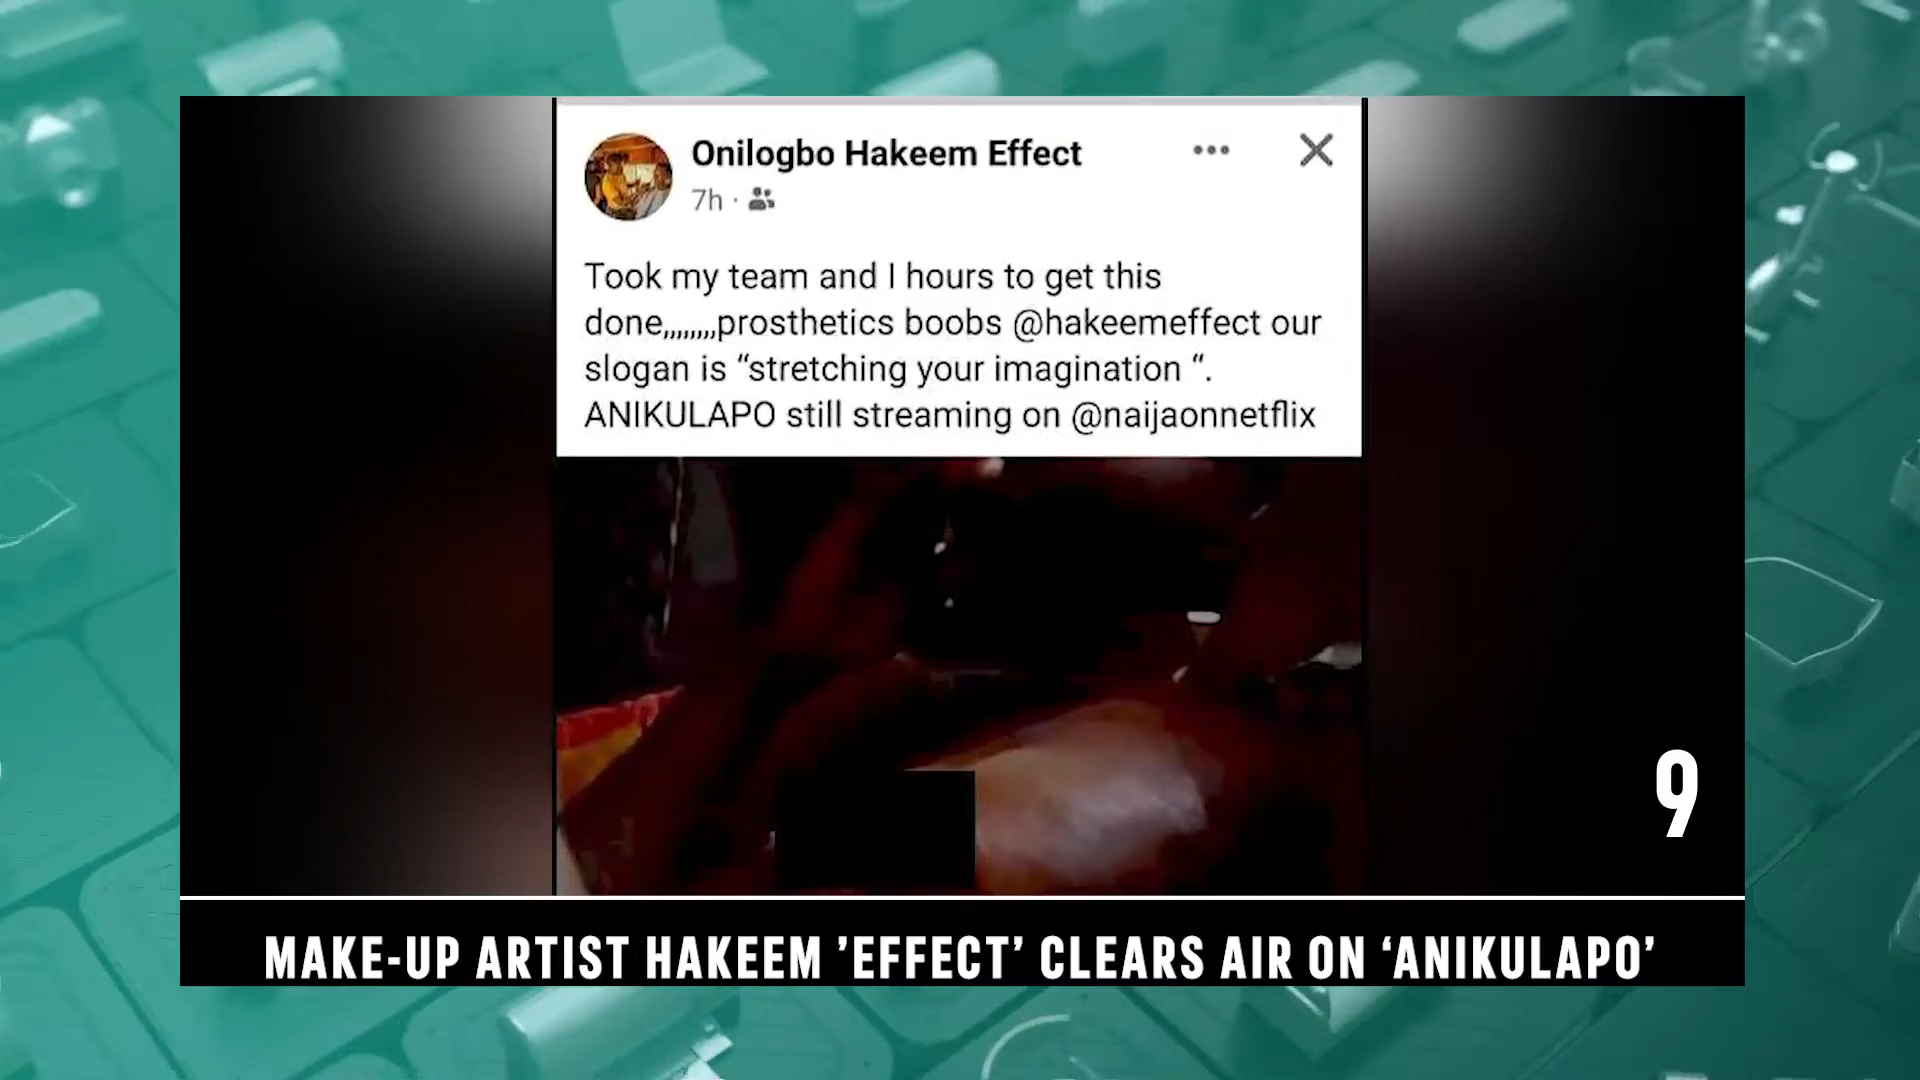 Onilogbo Hakeem Effect
7h ·
Took my team and I hours to get this
done,,,,,,,,prosthetics boobs @hakeemeffect our
slogan is “stretching your imagination “.
ANIKULAPO still streaming on @naijaonnetflix
9
MAKE-UP ARTIST HAKEEM ’EFFECT’ CLEARS AIR ON ‘ANIKULAPO’